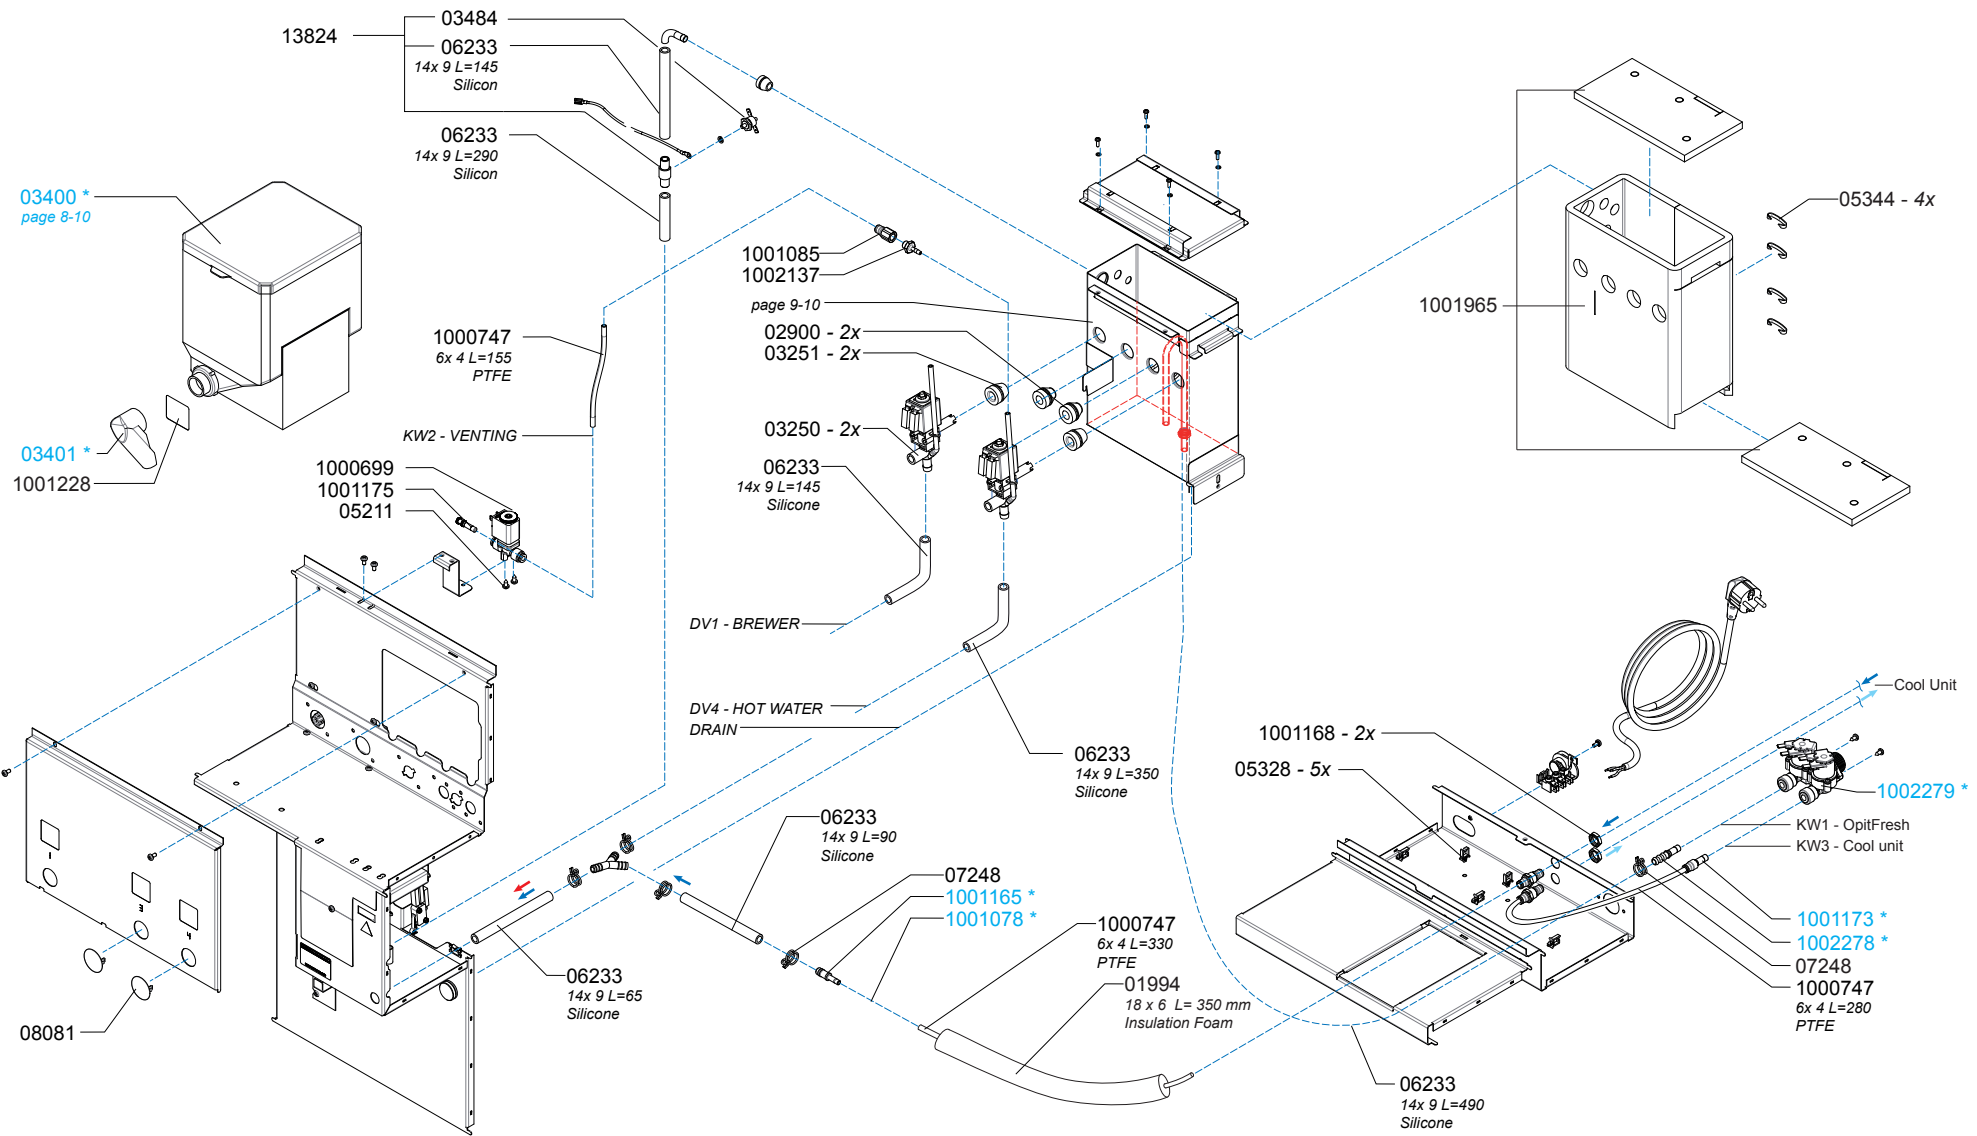 13824
03484
06233
14x 9 L=145
Silicon
06233
14x 9 L=290
Silicon
03400 *
page 8-10
03401 *
1001228
1000747
6x 4 L=155
PTFE
KW2 - VENTING
1000699
1001175
05211
1001085
1002137
page 9-10
02900 - 2x
03251 - 2x
03250 - 2x
06233
14x 9 L=145
Silicone
05344 - 4x
1001965
DV1 - BREWER
DV4 - HOT WATER
DRAIN
06233
14x 9 L=350
Silicone
Cool Unit
1001168 - 2x
05328 - 5x
1002279 *
KW1 - OpitFresh
KW3 - Cool unit
1001173 *
1002278 *
07248
1000747
6x 4 L=280
PTFE
06233
14x 9 L=90
Silicone
07248
1001165 *
1001078 *
1000747
6x 4 L=330
PTFE
01994
18 x 6 L= 350 mm
Insulation Foam
06233
14x 9 L=65
Silicone
06233
14x 9 L=490
Silicone
08081
1
3
4